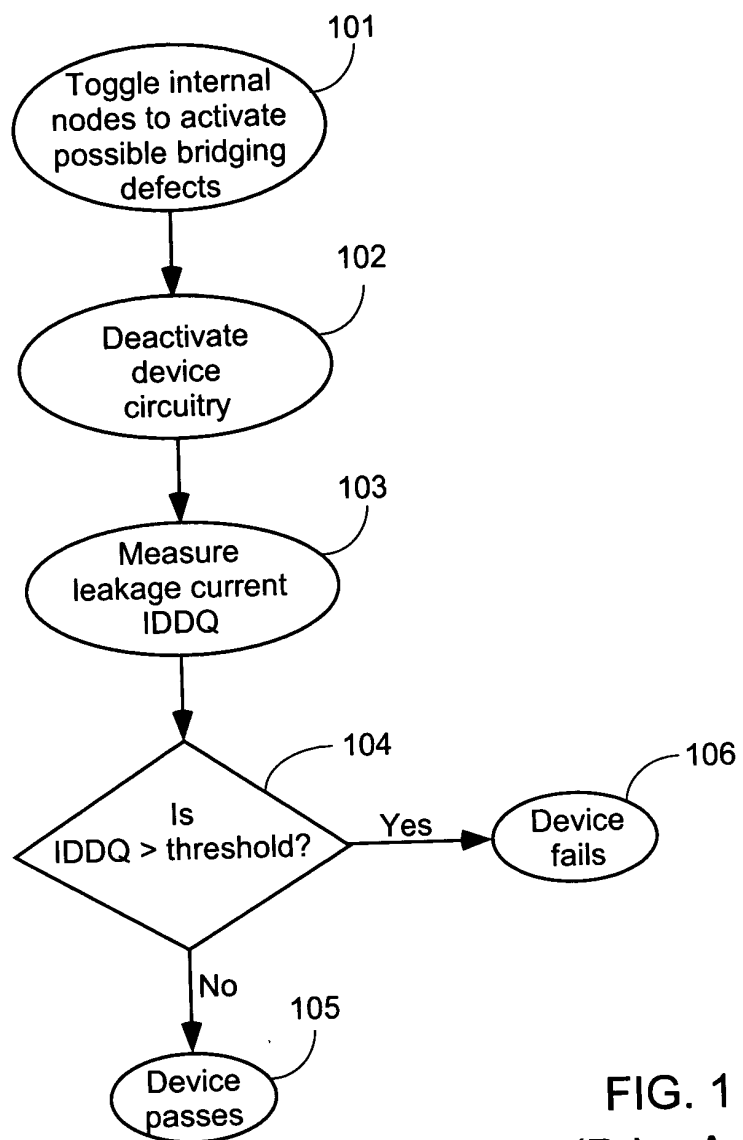 101
Toggle internal
nodes to activate
possible bridging
defects
102
Deactivate
device
circuitry
103
Measure
leakage current
IDDQ
104
Is
IDDQ > threshold?
Yes
106
Device
fails
No
105
Device
passes
FIG. 1